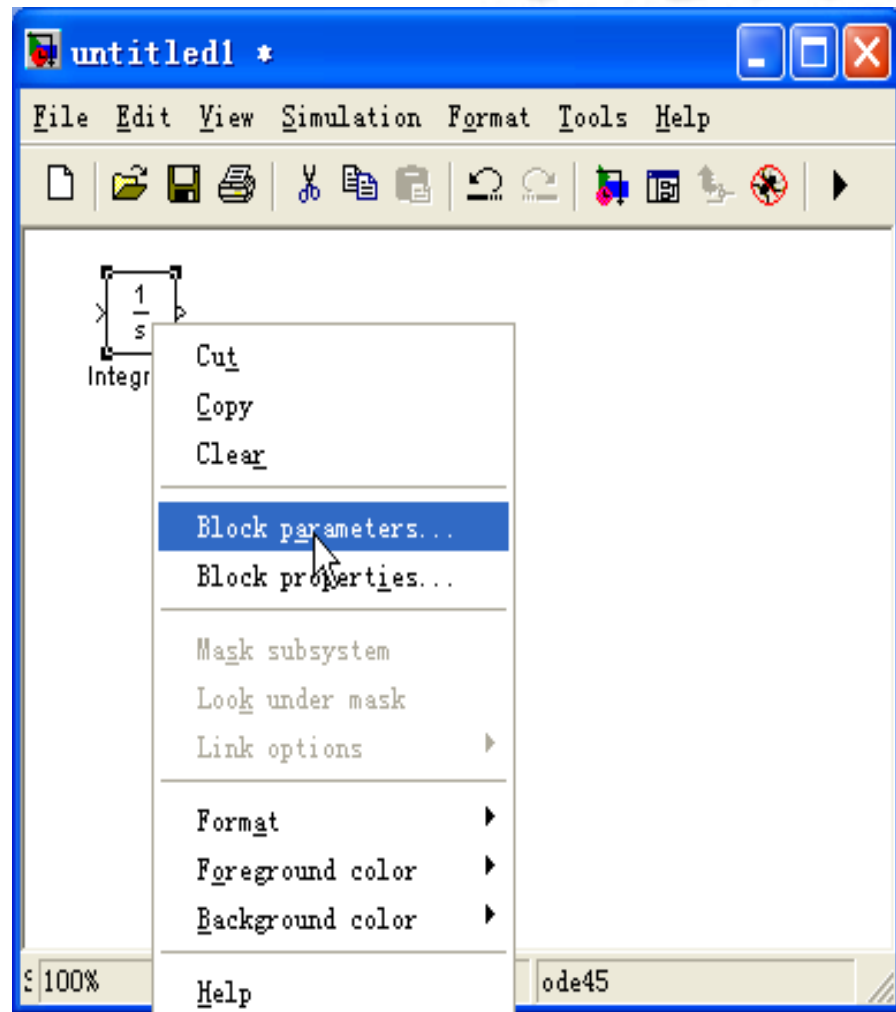 untitled1 *
File Edit View Simulation Format Tools Help
1
s
Integr
Cut
Copy
Clear
Block parameters...
Block properties...
Mask subsystem
Look under mask
Link options
Format
Foreground color
Background color
Help
100%
ode45